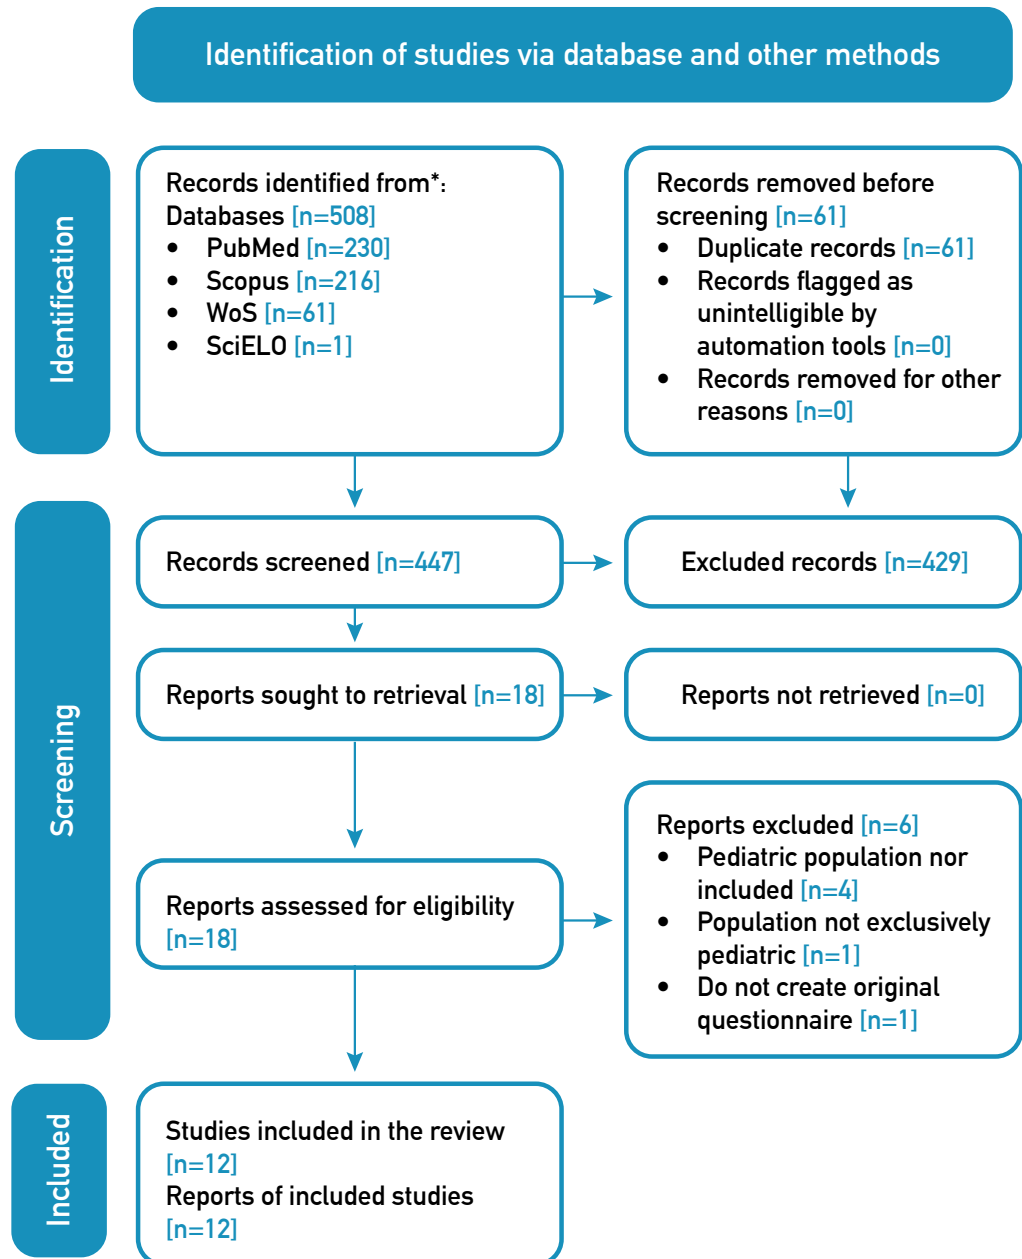 Identification of studies via database and other methods
Identification
Records identified from*:
Databases [n=508]
• PubMed [n=230]
• Scopus [n=216]
• WoS [n=61]
• SciELO [n=1]
Records removed before
screening [n=61]
• Duplicate records [n=61]
• Records flagged as
unintelligible by
automation tools [n=0]
• Records removed for other
reasons [n=0]
Screening
Records screened [n=447]
Excluded records [n=429]
Reports sought to retrieval [n=18]
Reports not retrieved [n=0]
Reports assessed for eligibility
[n=18]
Reports excluded [n=6]
• Pediatric population nor
included [n=4]
• Population not exclusively
pediatric [n=1]
• Do not create original
questionnaire [n=1]
Included
Studies included in the review
[n=12]
Reports of included studies
[n=12]